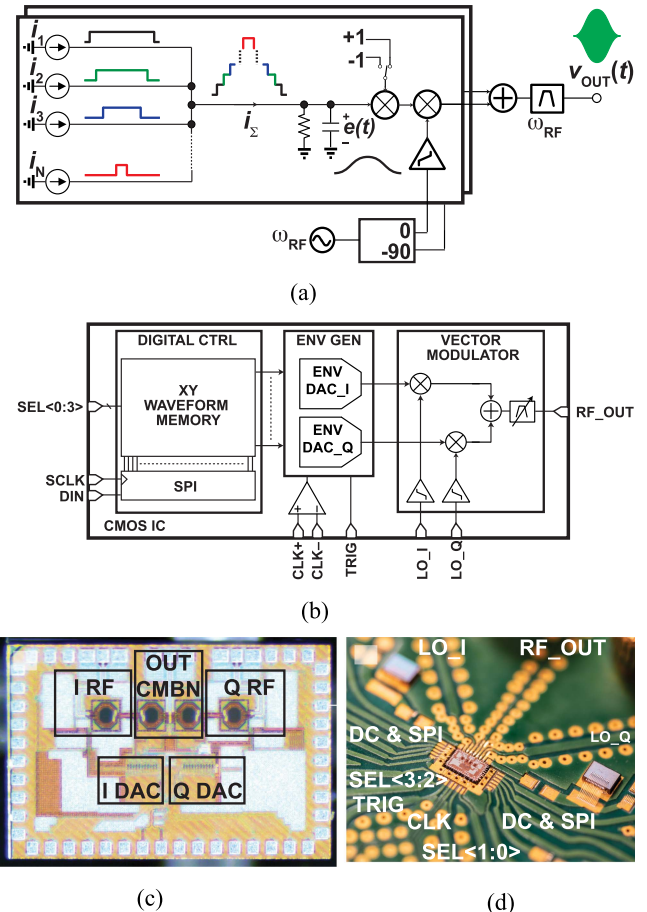 i1
+1
-1
i2
vOUT(t)
i3
iΣ
+
e(t)
−
ωRF
iN
ωRF
0
-90
(a)
DIGITAL CTRL
ENV GEN
VECTOR
MODULATOR
XY
WAVEFORM
MEMORY
ENV
DAC_I
ENV
DAC_Q
SEL<0:3>
RF_OUT
SCLK
DIN
SPI
CMOS IC
+ −
CLK+
CLK−
TRIG
LO_I
LO_Q
(b)
OUT
I RF
CMBN
Q RF
I DAC
Q DAC
(c)
LO_I
RF_OUT
LO_Q
DC & SPI
SEL<3:2>
TRIG
CLK
DC & SPI
SEL<1:0>
(d)